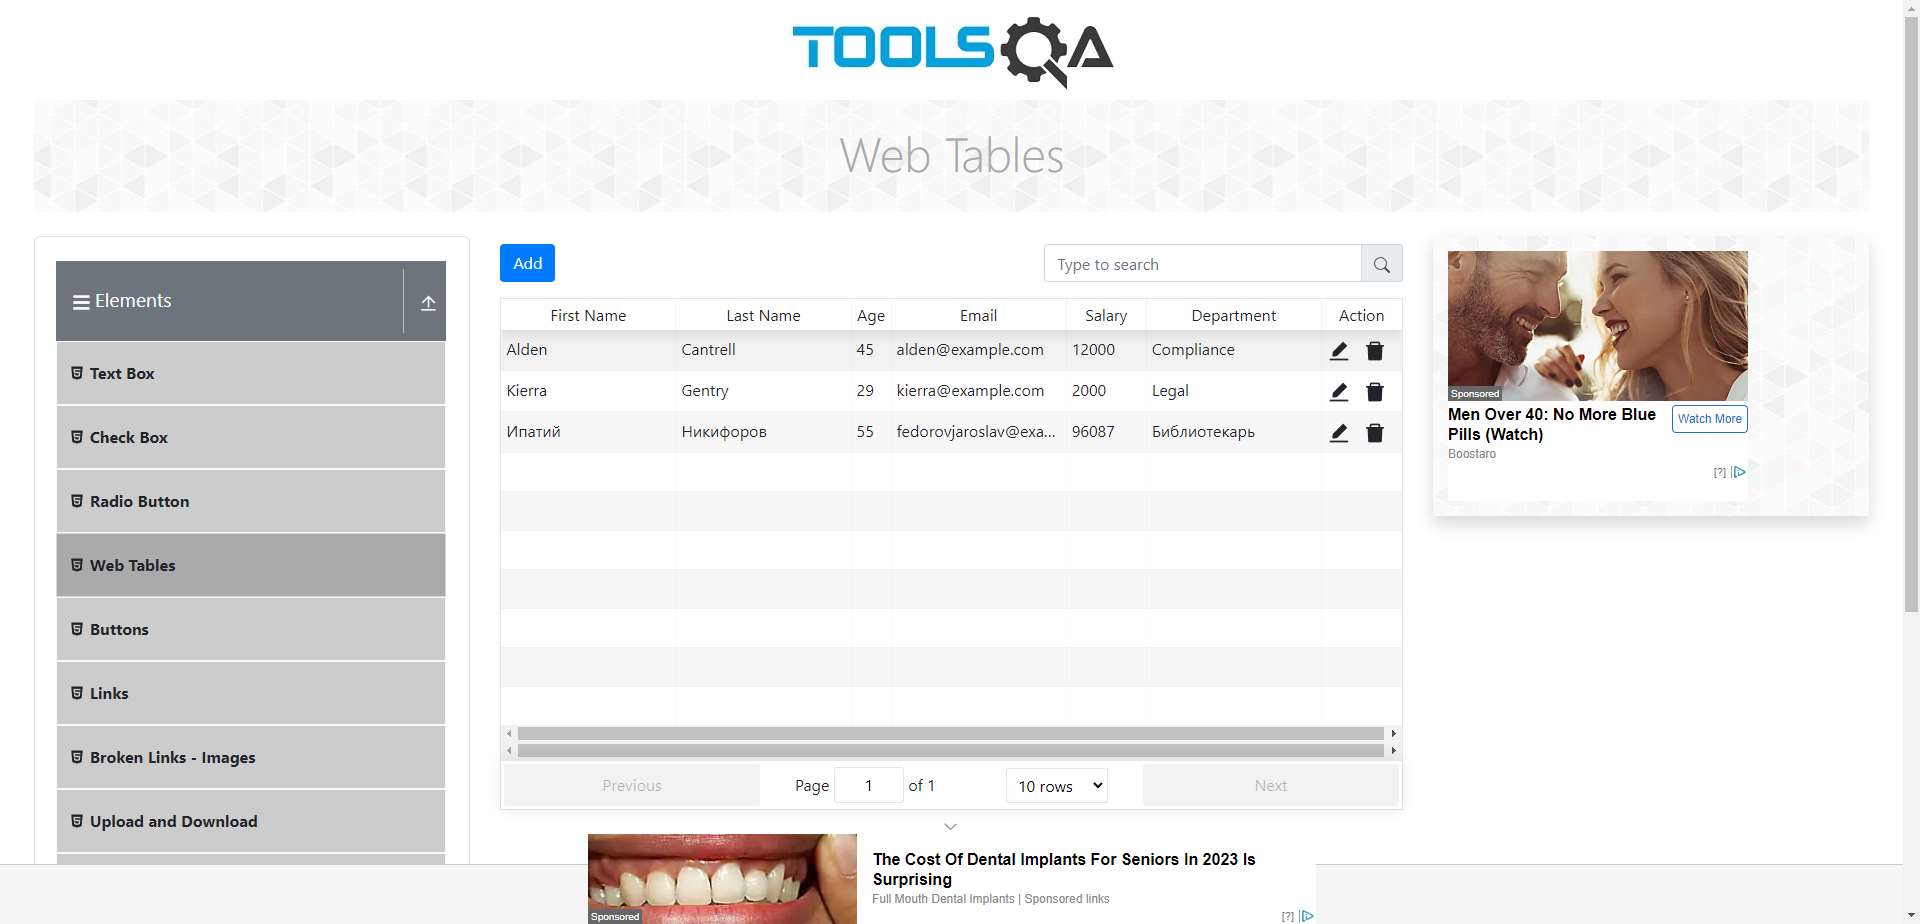 TOOLSQA
Web Tables
Elements
Text Box
Check Box
Radio Button
Web Tables
Buttons
Links
Broken Links - Images
Upload and Download
Add
Type to search
First Name Last Name Age Email Salary Department Action
Alden Cantrell 45 alden@example.com 12000 Compliance
Kierra Gentry 29 kierra@example.com 2000 Legal
Ипатий Никифоров 55 fedorovjaroslav@exa... 96087 Библиотекарь
Previous Page 1 of 1 10 rows Next
Sponsored
Men Over 40: No More Blue
Pills (Watch)
Watch More
Boostaro
[?]
The Cost Of Dental Implants For Seniors In 2023 Is
Surprising
Full Mouth Dental Implants | Sponsored links
Sponsored
[?]